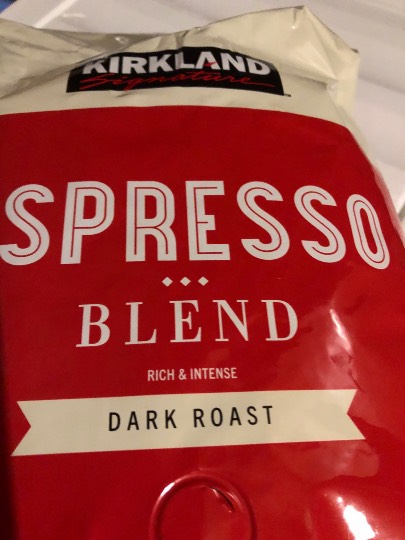 KIRKLAND
Signature
SPRESSO
BLEND
RICH & INTENSE
DARK ROAST